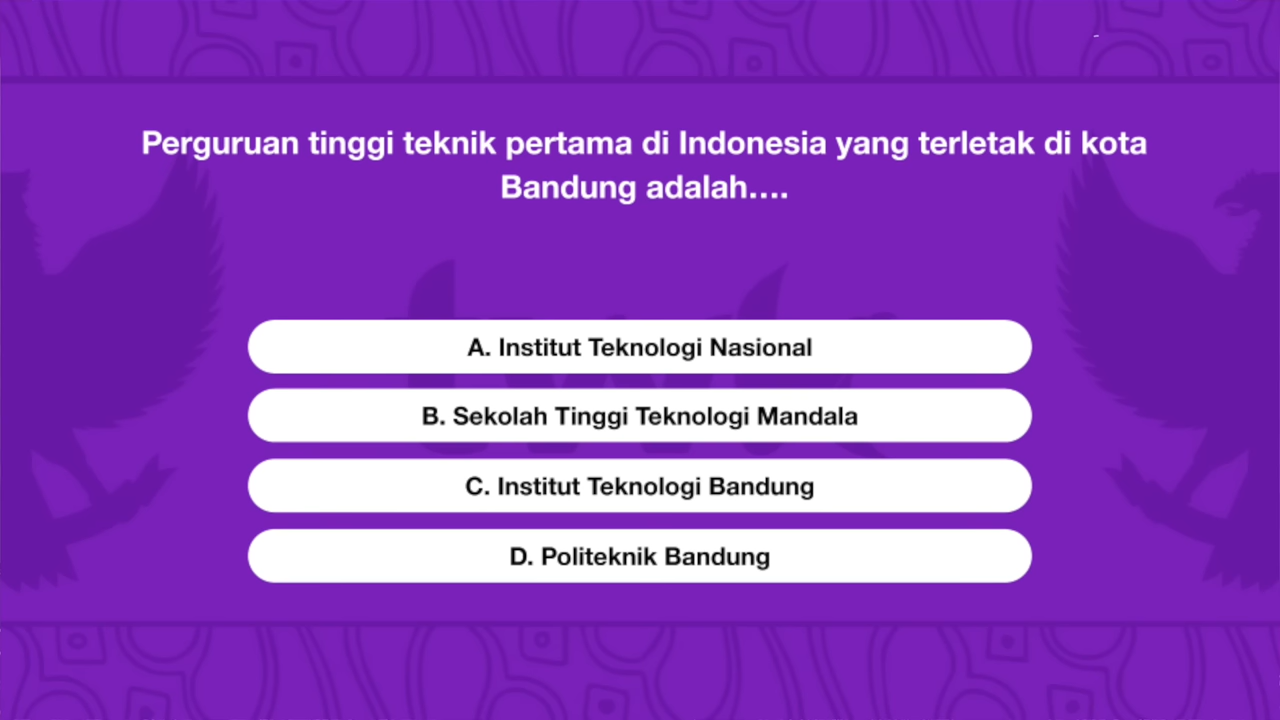 Perguruan tinggi teknik pertama di Indonesia yang terletak di kota
Bandung adalah....
A. Institut Teknologi Nasional
B. Sekolah Tinggi Teknologi Mandala
C. Institut Teknologi Bandung
D. Politeknik Bandung